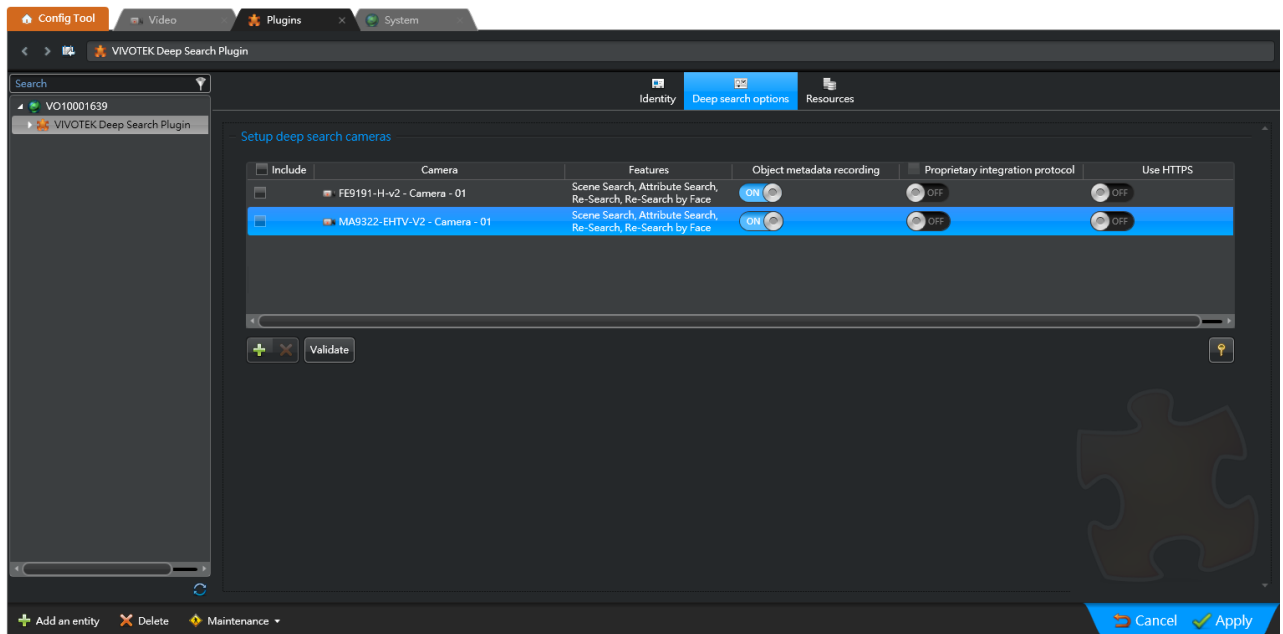 Config Tool
Video
Plugins
System
VIVOTEK Deep Search Plugin
Search
VO10001639
VIVOTEK Deep Search Plugin
Identity
Deep search options
Resources
Setup deep search cameras
Include
Camera
Features
Object metadata recording
Proprietary integration protocol
Use HTTPS
FE9191-H-v2 - Camera - 01
Scene Search, Attribute Search,
Re-Search, Re-Search by Face
ON
OFF
OFF
MA9322-EHTV-V2 - Camera - 01
Scene Search, Attribute Search,
Re-Search, Re-Search by Face
ON
OFF
OFF
Validate
Add an entity
Delete
Maintenance
Cancel
Apply